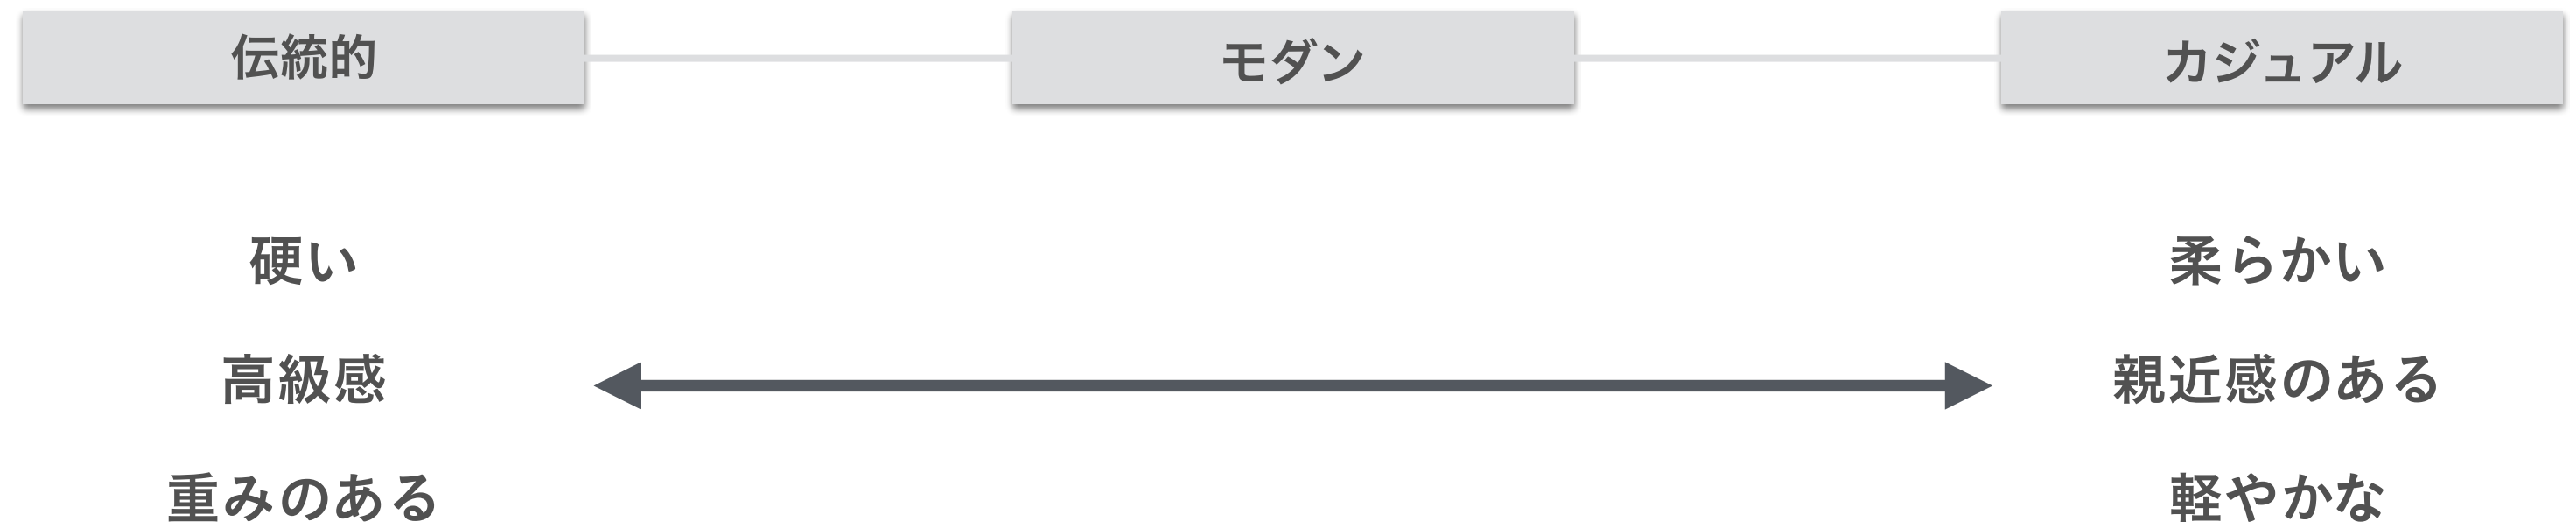 伝統的 モダン カジュアル
硬い 柔らかい
高級感 親近感のある
重みのある 軽やかな